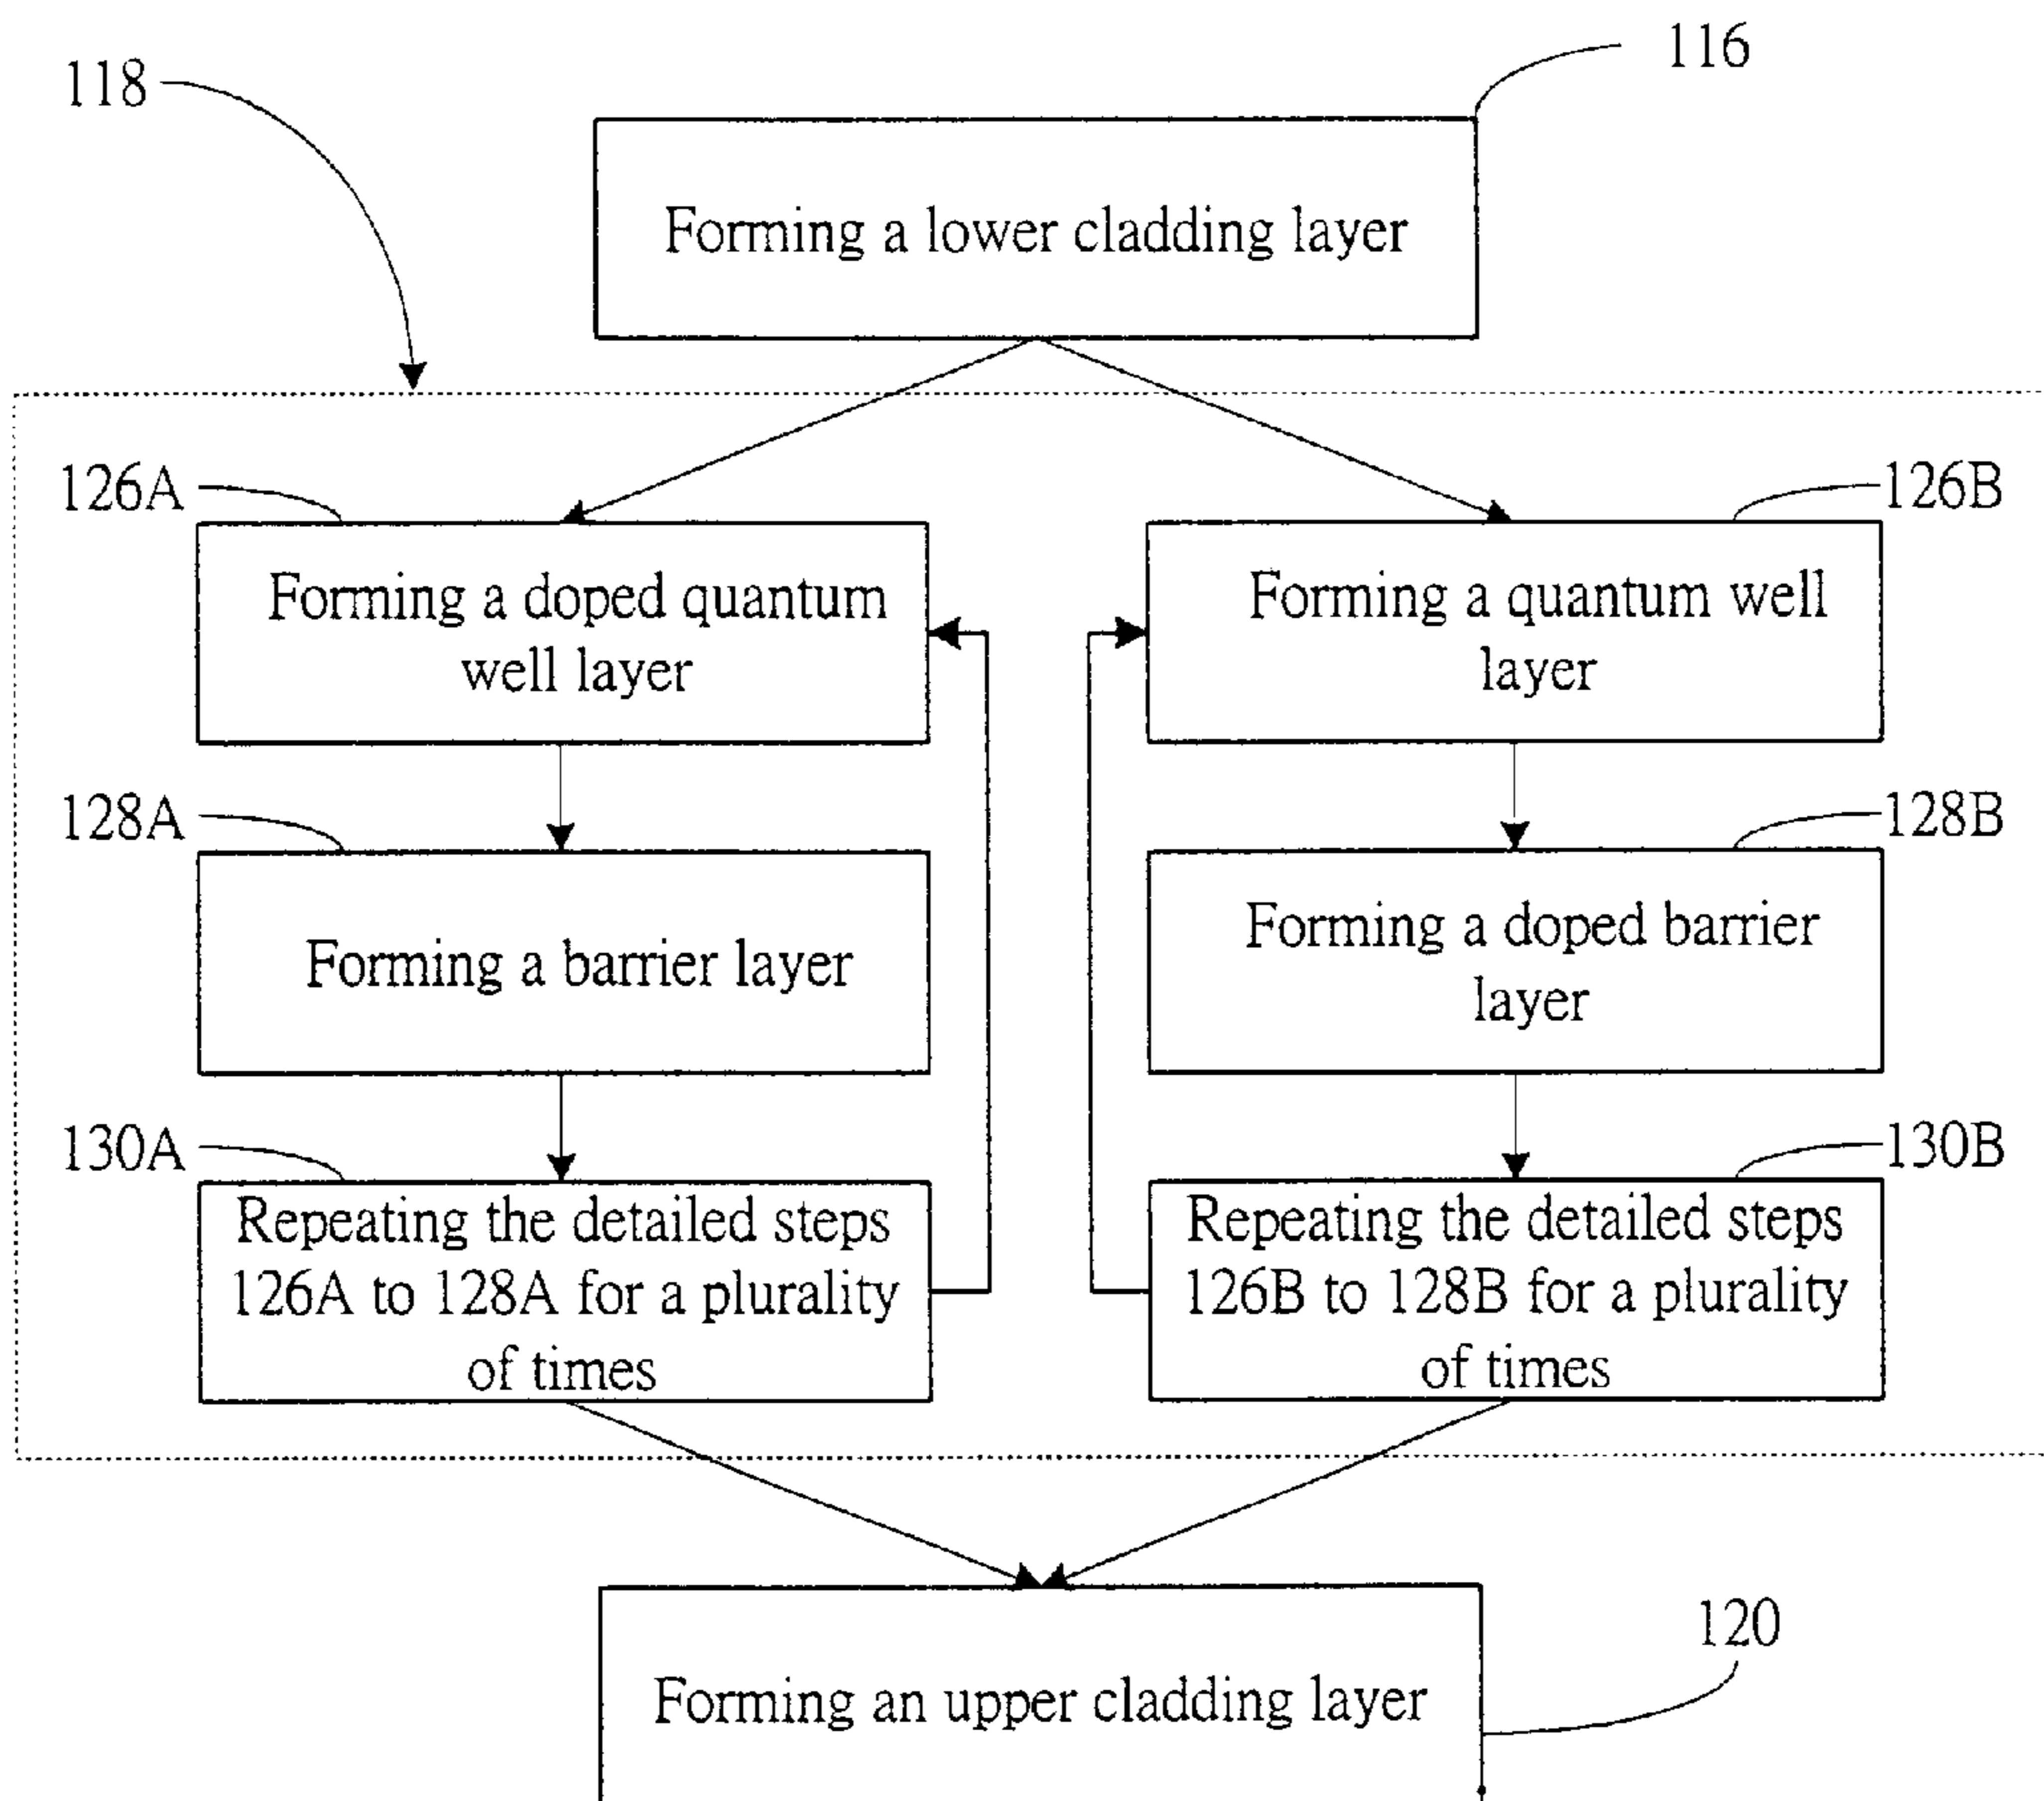 116
118
Forming a lower cladding layer
126A
126B
Forming a doped quantum
well layer
Forming a quantum well
layer
128A
128B
Forming a barrier layer
Forming a doped barrier
layer
130A
130B
Repeating the detailed steps
126A to 128A for a plurality
of times
Repeating the detailed steps
126B to 128B for a plurality
of times
120
Forming an upper cladding layer